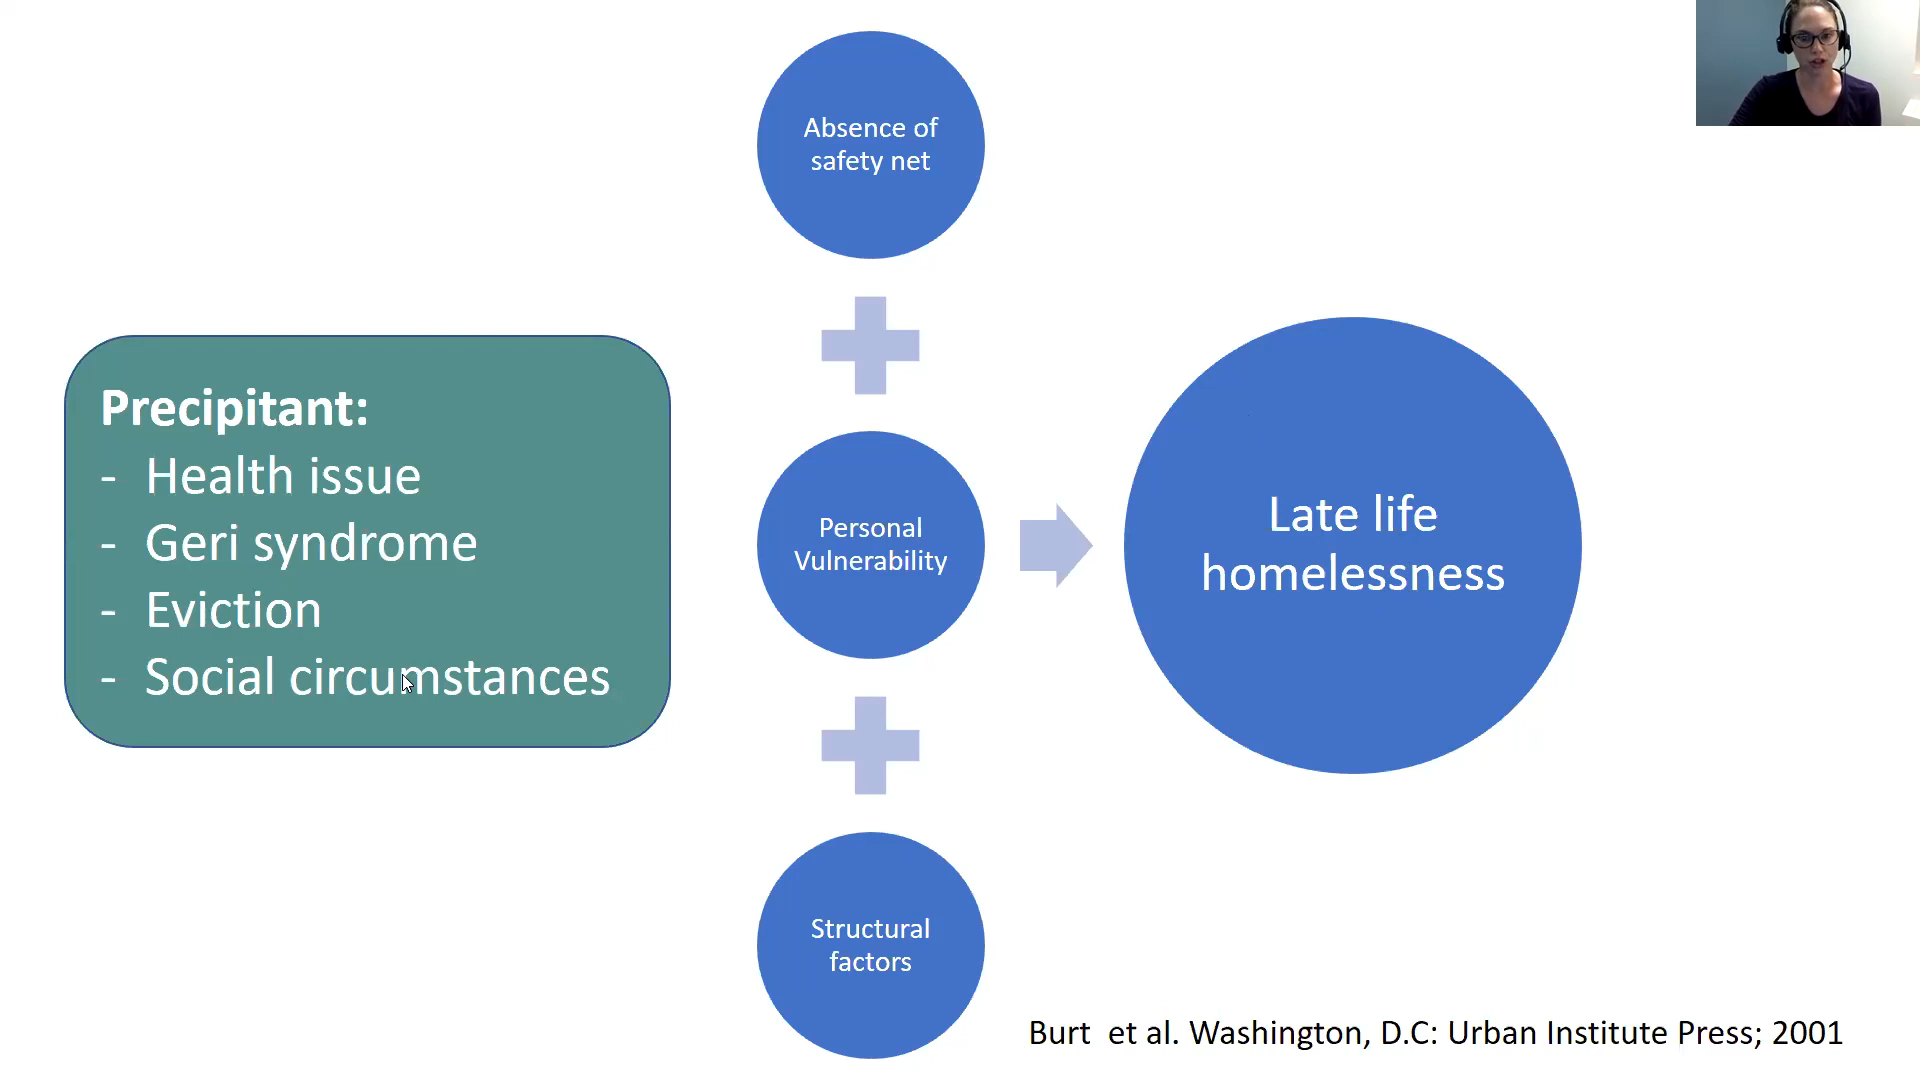 Absence of
safety net
Precipitant:
- Health issue
- Geri syndrome
- Eviction
- Social circumstances
Personal
Vulnerability
Late life
homelessness
Structural
factors
Burt  et al. Washington, D.C: Urban Institute Press; 2001